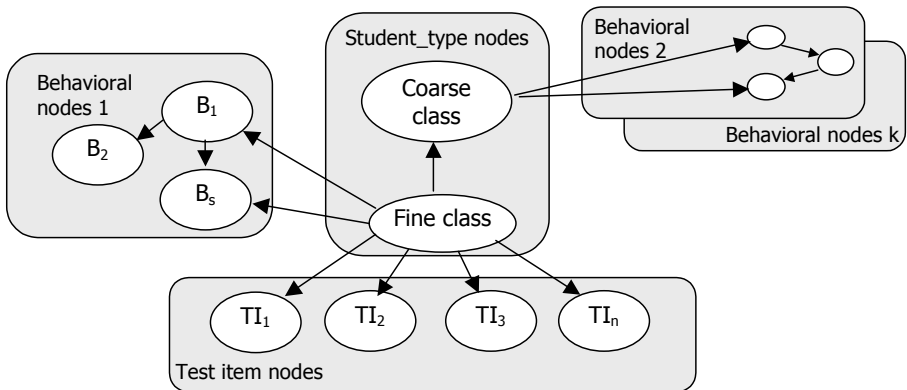 Student_type nodes
Coarse
class
Fine class
Behavioral
nodes 1
B₁
B₂
Bₛ
Behavioral
nodes 2
Behavioral nodes k
TI₁
TI₂
TI₃
TIₙ
Test item nodes